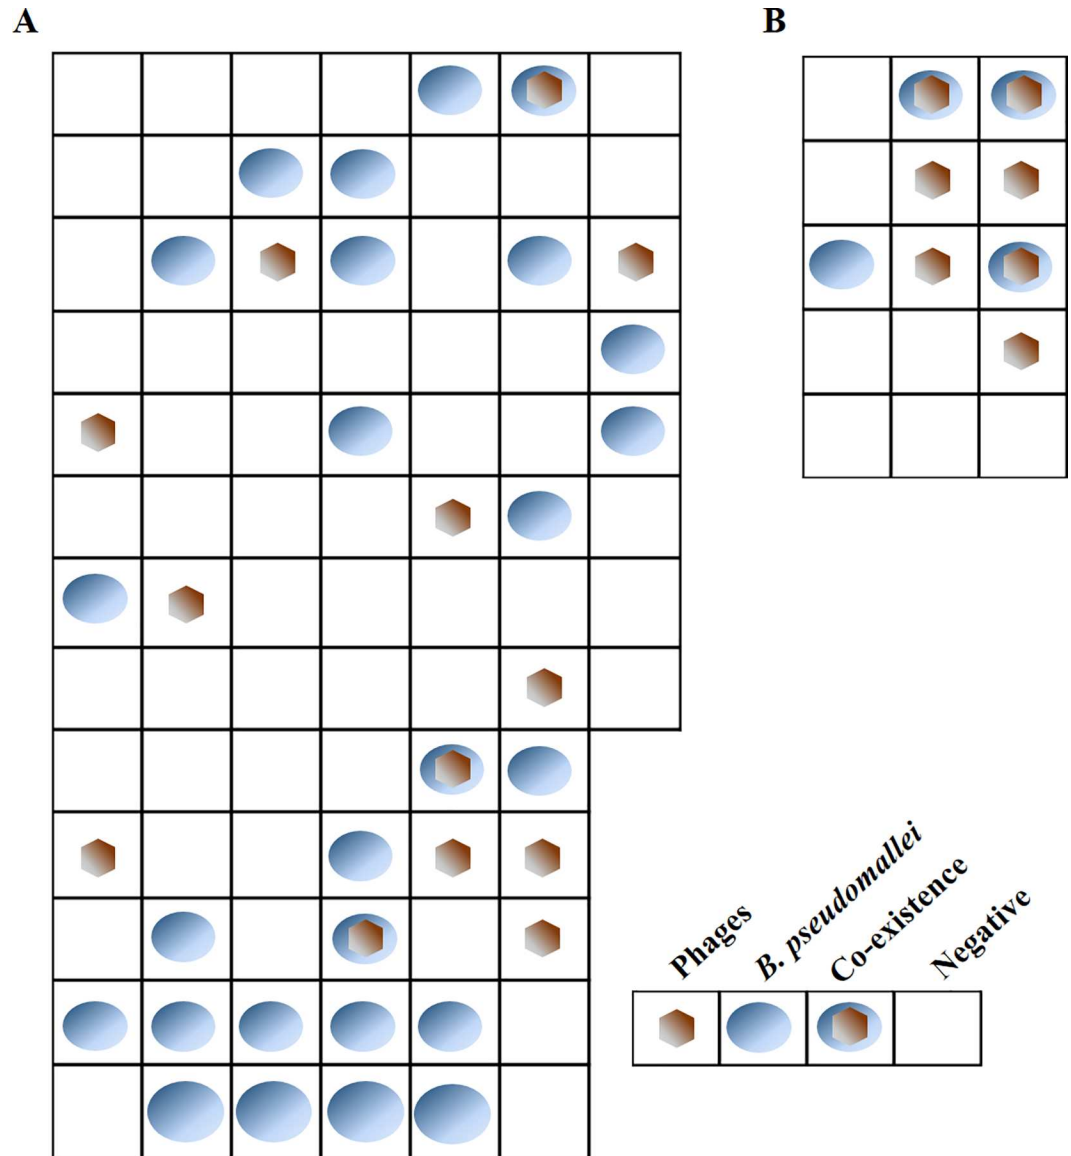 A
B
Phages
B. pseudomallei
Co-existence
Negative